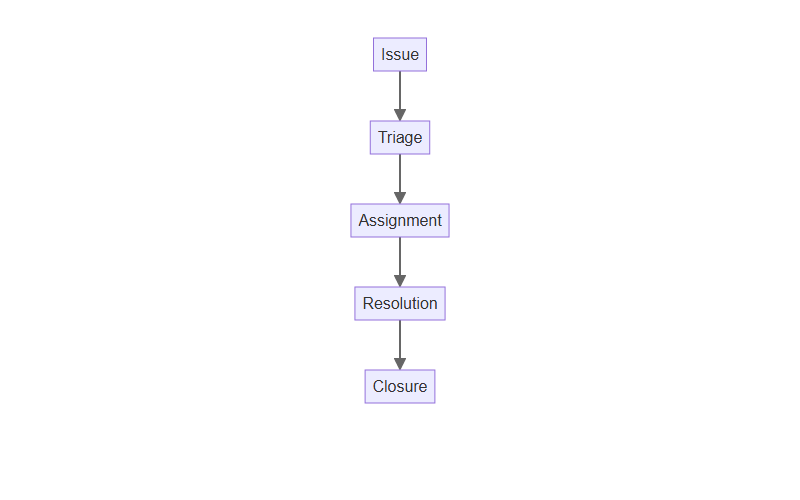 Issue
Triage
Assignment
Resolution
Closure